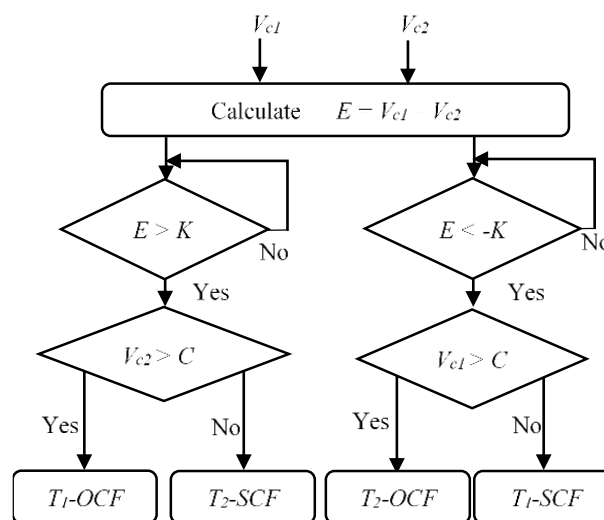 Vc1 Vc2
Calculate E = Vc1 Vc2
E > K
E < -K
No
No
Yes
Yes
Vc2 > C
Vc1 > C
Yes
No
Yes
No
T1-OCF
T2-SCF
T2-OCF
T1-SCF